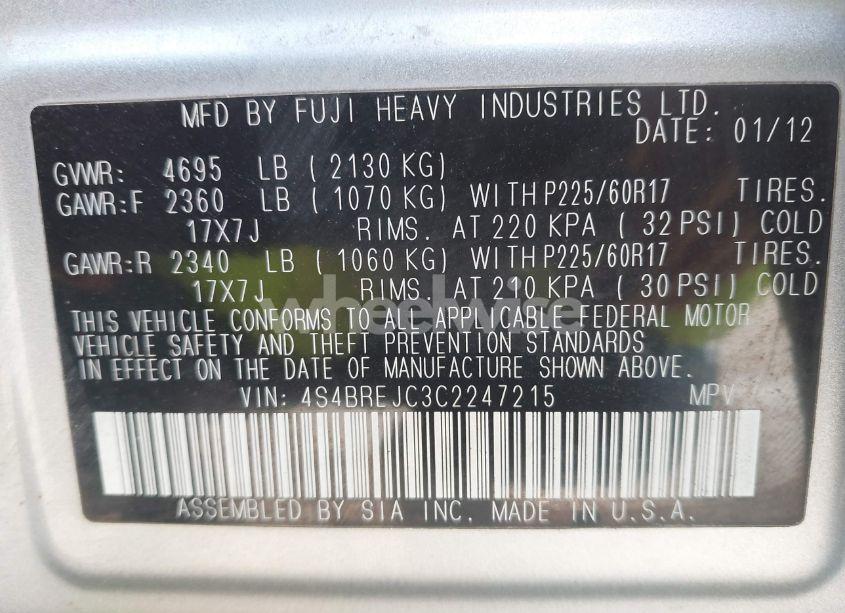 MFD BY FUJI HEAVY INDUSTRIES LTD.
DATE: 01/12
GVWR: 4695 LB ( 2130 KG)
GAWR:F 2360 LB ( 1070 KG) WITH P225/60R17 TIRES.
17X7J RIMS. AT 220 KPA ( 32 PSI) COLD
GAWR:R 2340 LB ( 1060 KG) WITH P225/60R17 TIRES.
17X7J RIMS. AT 210 KPA ( 30 PSI) COLD
wheelwise
THIS VEHICLE CONFORMS TO ALL APPLICABLE FEDERAL MOTOR
VEHICLE SAFETY AND THEFT PREVENTION STANDARDS
IN EFFECT ON THE DATE OF MANUFACTURE SHOWN ABOVE.
VIN: 4S4BREJC3C2247215 MPV
ASSEMBLED BY SIA INC. MADE IN U.S.A.